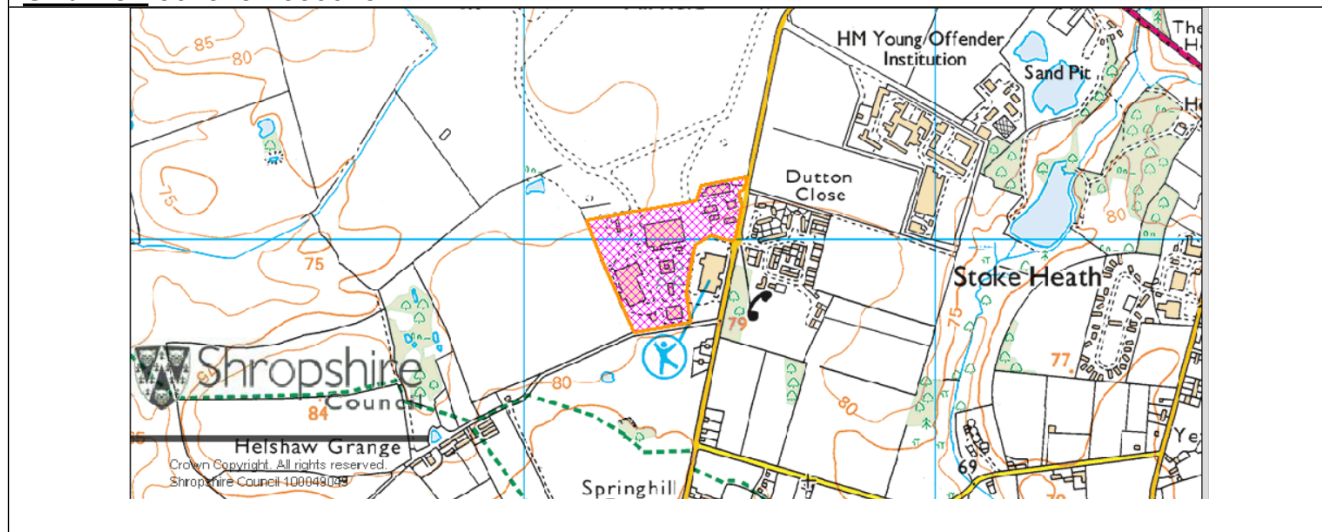 85
80
HM Young Offender
Institution
The
Sand Pit
75
Dutton
Close
80
75
Stoke Heath
75
79
77
80
80
Shropshire
Council
84
Helshaw Grange
Crown Copyright. All rights reserved.
Shropshire Council 100049049
69
Springhill